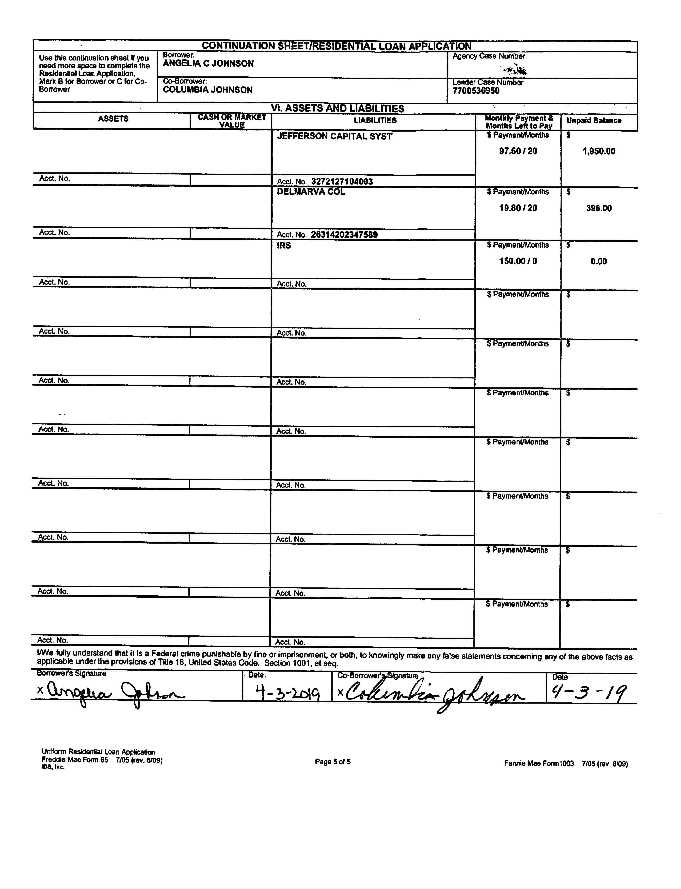 CONTINUATION SHEET/RESIDENTIAL LOAN APPLICATION
Use this continuation sheet if you
need more space to complete the
Residential Loan Application.
Mark B for Borrower or C for Co-
Borrower
Borrower:
ANGELIA C JOHNSON
Agency Case Number
Co-Borrower:
COLUMBIA JOHNSON
Lender Case Number
7700536950
VI. ASSETS AND LIABILITIES
ASSETS
CASH OR MARKET
VALUE
LIABILITIES
Monthly Payment &
Months Left to Pay
Unpaid Balance
JEFFERSON CAPITAL SYST
$ Payment/Months
$
97.50 / 20
1,950.00
Acct. No.
Acct. No. 3272127104003
DELMARVA COL
$ Payment/Months
$
19.80 / 20
396.00
Acct. No.
Acct. No. 26314202347589
IRS
$ Payment/Months
$
150.00 / 0
0.00
Acct. No.
Acct. No.
$ Payment/Months
$
Acct. No.
Acct. No.
$ Payment/Months
$
Acct. No.
Acct. No.
$ Payment/Months
$
Acct. No.
Acct. No.
$ Payment/Months
$
Acct. No.
Acct. No.
$ Payment/Months
$
Acct. No.
Acct. No.
$ Payment/Months
$
Acct. No.
Acct. No.
$ Payment/Months
$
Acct. No.
Acct. No.
I/We fully understand that it is a Federal crime punishable by fine or imprisonment, or both, to knowingly make any false statements concerning any of the above facts as
applicable under the provisions of Title 18, United States Code. Section 1001, et seq.
Borrower's Signature
Date
Co-Borrower's Signature
Date
x Angelia Johson
4-3-2019
x Columbia Johnson
4-3-19
Uniform Residential Loan Application
Freddie Mac Form 65 7/05 (rev. 6/09)
IDS, Inc.
Page 5 of 5
Fannie Mae Form1003 7/05 (rev. 6/09)